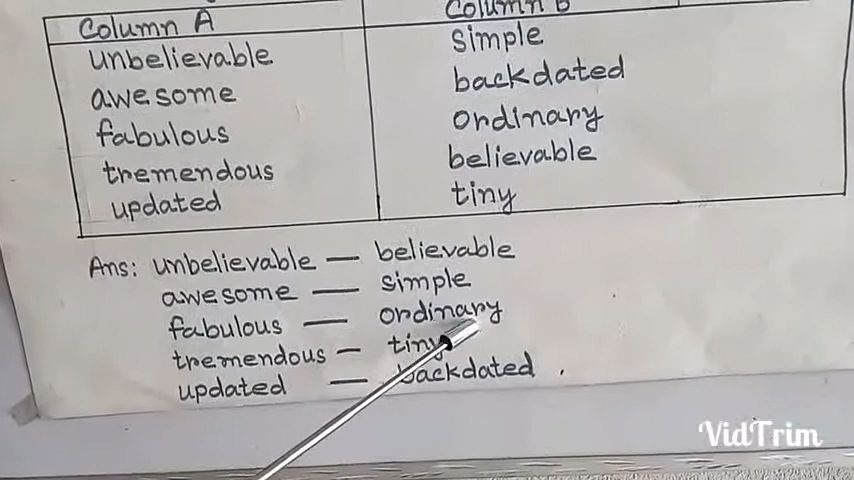 Column A Column B
unbelievable simple
awesome backdated
fabulous ordinary
tremendous believable
updated tiny
Ans: unbelievable — believable
awesome — simple
fabulous — ordinary
tremendous — tiny
updated — backdated .
VidTrim